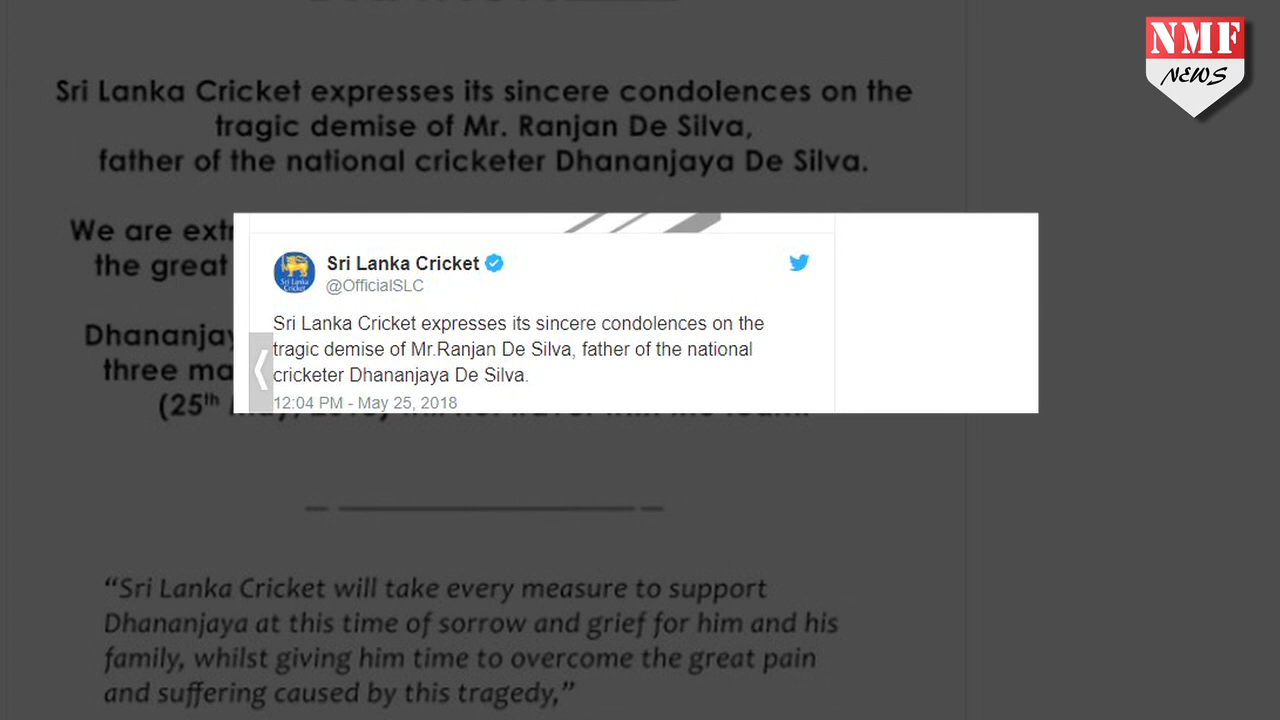 NMF
NEWS
Sri Lanka Cricket expresses its sincere condolences on the
tragic demise of Mr. Ranjan De Silva,
father of the national cricketer Dhananjaya De Silva.
We are
the great
Sri Lanka Cricket
@OfficialSLC
Sri Lanka Cricket expresses its sincere condolences on the
tragic demise of Mr.Ranjan De Silva, father of the national
cricketer Dhananjaya De Silva.
12:04 PM - May 25, 2018
three
(25th
“Sri Lanka Cricket will take every measure to support
Dhananjaya at this time of sorrow and grief for him and his
family, whilst giving him time to overcome the great pain
and suffering caused by this tragedy,”